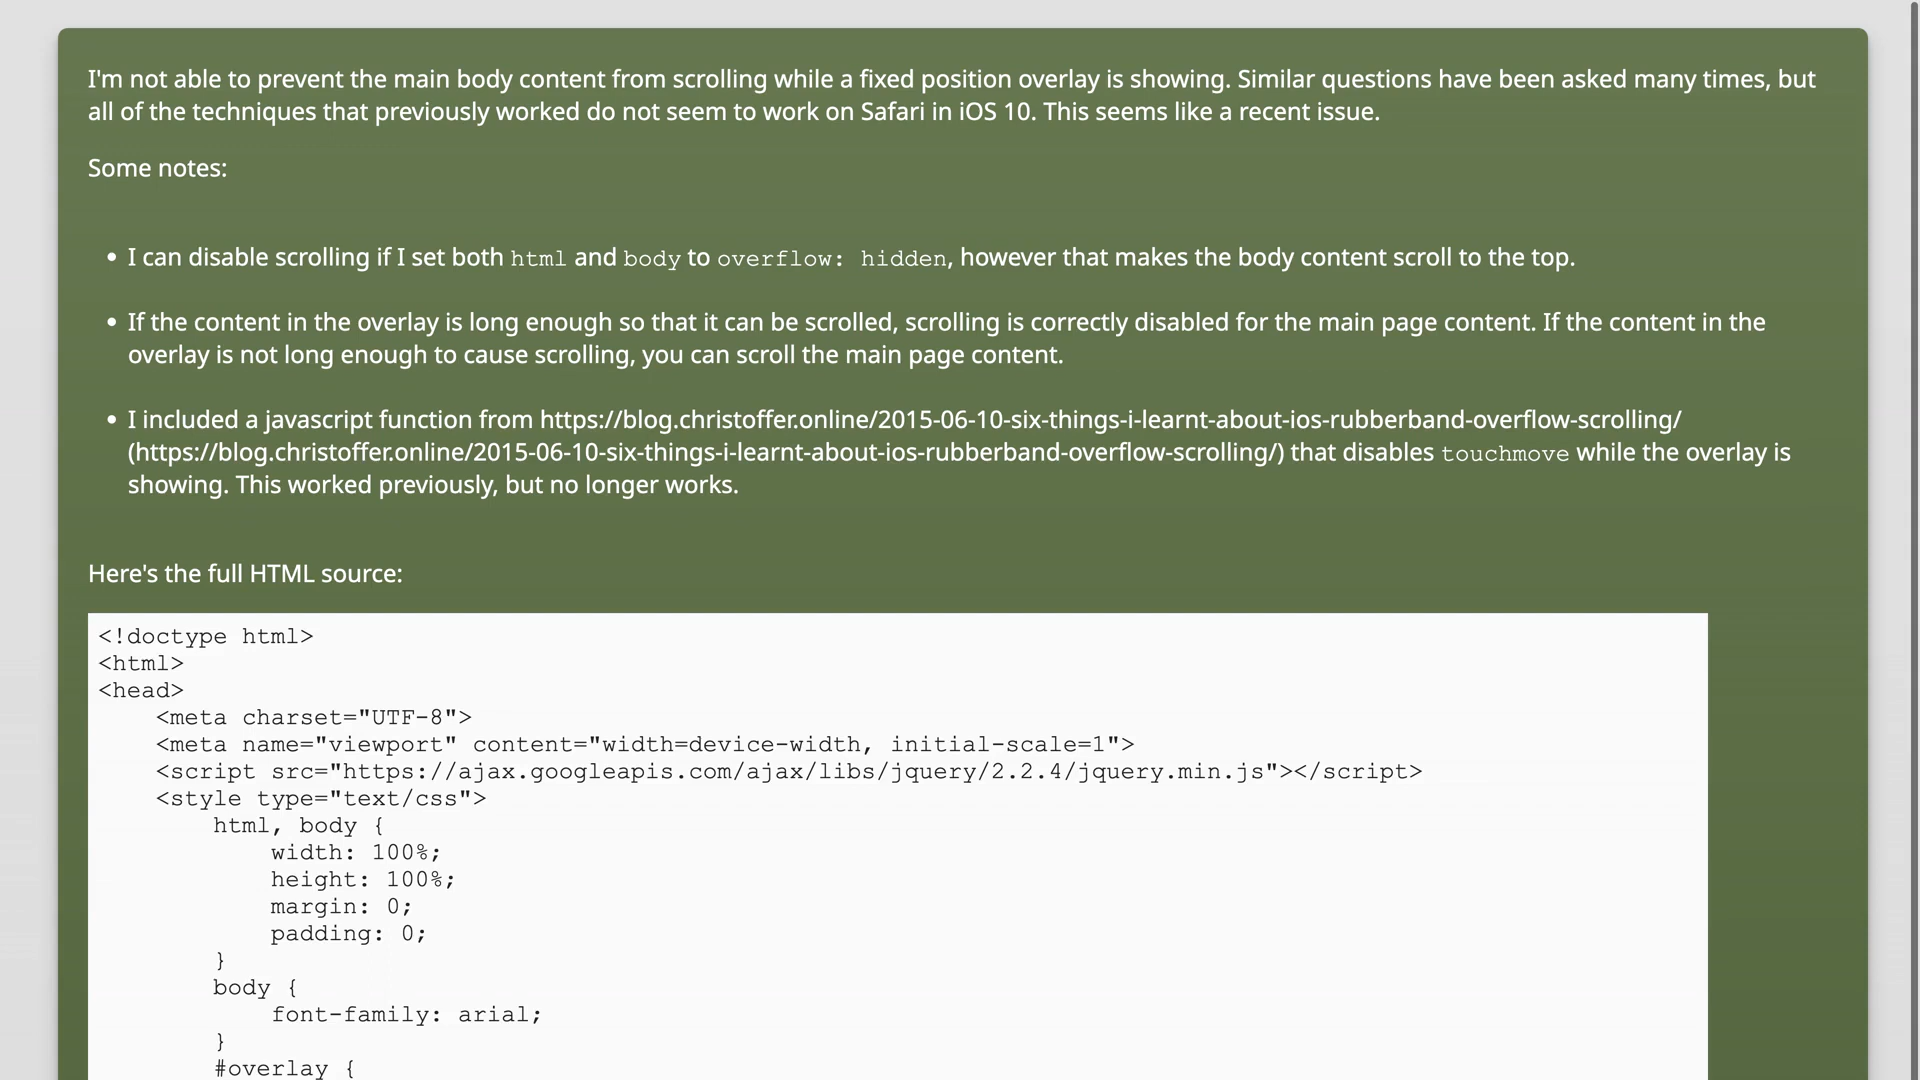 I'm not able to prevent the main body content from scrolling while a fixed position overlay is showing. Similar questions have been asked many times, but
all of the techniques that previously worked do not seem to work on Safari in iOS 10. This seems like a recent issue.
Some notes:
• I can disable scrolling if I set both html and body to overflow: hidden, however that makes the body content scroll to the top.
• If the content in the overlay is long enough so that it can be scrolled, scrolling is correctly disabled for the main page content. If the content in the
overlay is not long enough to cause scrolling, you can scroll the main page content.
• I included a javascript function from https://blog.christoffer.online/2015-06-10-six-things-i-learnt-about-ios-rubberband-overflow-scrolling/
(https://blog.christoffer.online/2015-06-10-six-things-i-learnt-about-ios-rubberband-overflow-scrolling/) that disables touchmove while the overlay is
showing. This worked previously, but no longer works.
Here's the full HTML source:
<!doctype html>
<html>
<head>
    <meta charset="UTF-8">
    <meta name="viewport" content="width=device-width, initial-scale=1">
    <script src="https://ajax.googleapis.com/ajax/libs/jquery/2.2.4/jquery.min.js"></script>
    <style type="text/css">
        html, body {
            width: 100%;
            height: 100%;
            margin: 0;
            padding: 0;
        }
        body {
            font-family: arial;
        }
        #overlay {